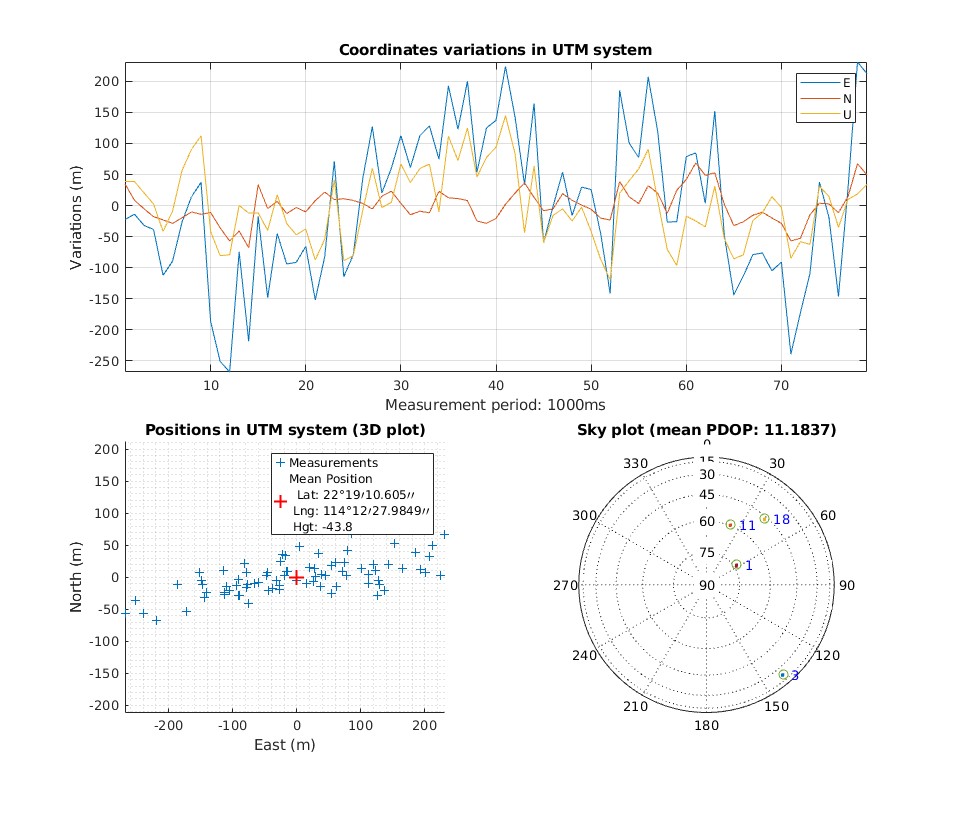 Coordinates variations in UTM system
Variations (m)
200
150
100
50
0
-50
-100
-150
-200
-250
E
N
U
10 20 30 40 50 60 70
Measurement period: 1000ms
Positions in UTM system (3D plot)
North (m)
200
150
100
50
0
-50
-100
-150
-200
Measurements
Mean Position
Lat: 22°19′10.605″
Lng: 114°12′27.9849″
Hgt: -43.8
-200 -100 0 100 200
East (m)
Sky plot (mean PDOP: 11.1837)
0
330 15 30
30
45
300 60 11 18 60
75
1
270 90 90
240 120
3
210 150
180